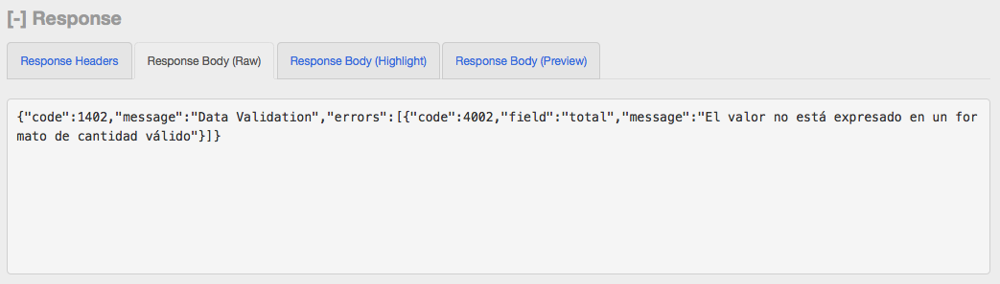 [-] Response
Response Headers Response Body (Raw) Response Body (Highlight) Response Body (Preview)
{"code":1402,"message":"Data Validation","errors":[{"code":4002,"field":"total","message":"El valor no está expresado en un for
mato de cantidad válido"}]}